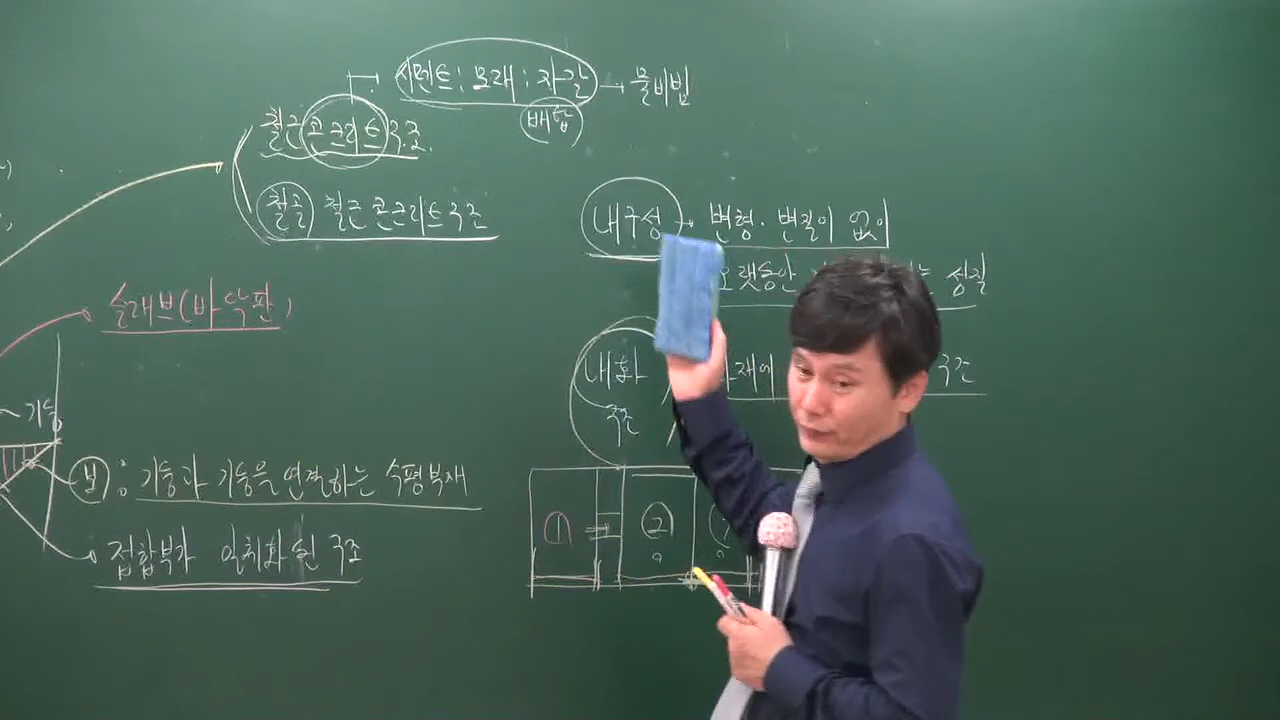 시멘트 : 모래 : 자갈 → 물비빔
배합
철근 콘크리트 구조.
철골 철근 콘크리트 구조
슬래브(바닥판)
~ 기둥
보 : 기둥과 기둥을 연결하는 수평부재
접합부가 일체화된 구조
내구성 → 변형·변질이 없이
오랫동안 는 성질
내화 구조
구조
① ②